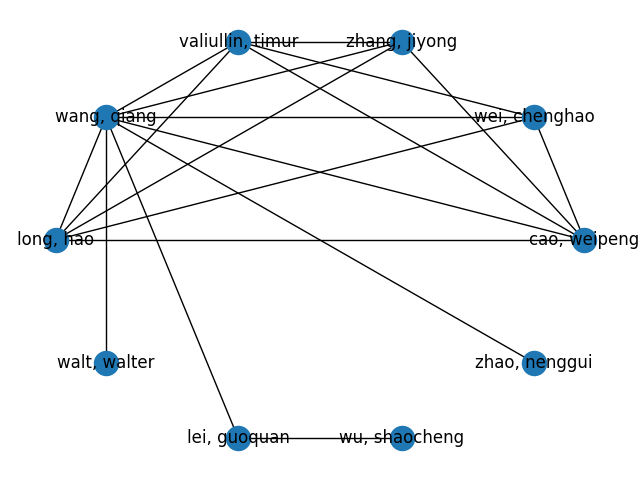 valiullin, timur
zhang, jiyong
wang, qiang
wei, chenghao
long, hao
cao, weipeng
walt, walter
zhao, nenggui
lei, guoquan
wu, shaocheng